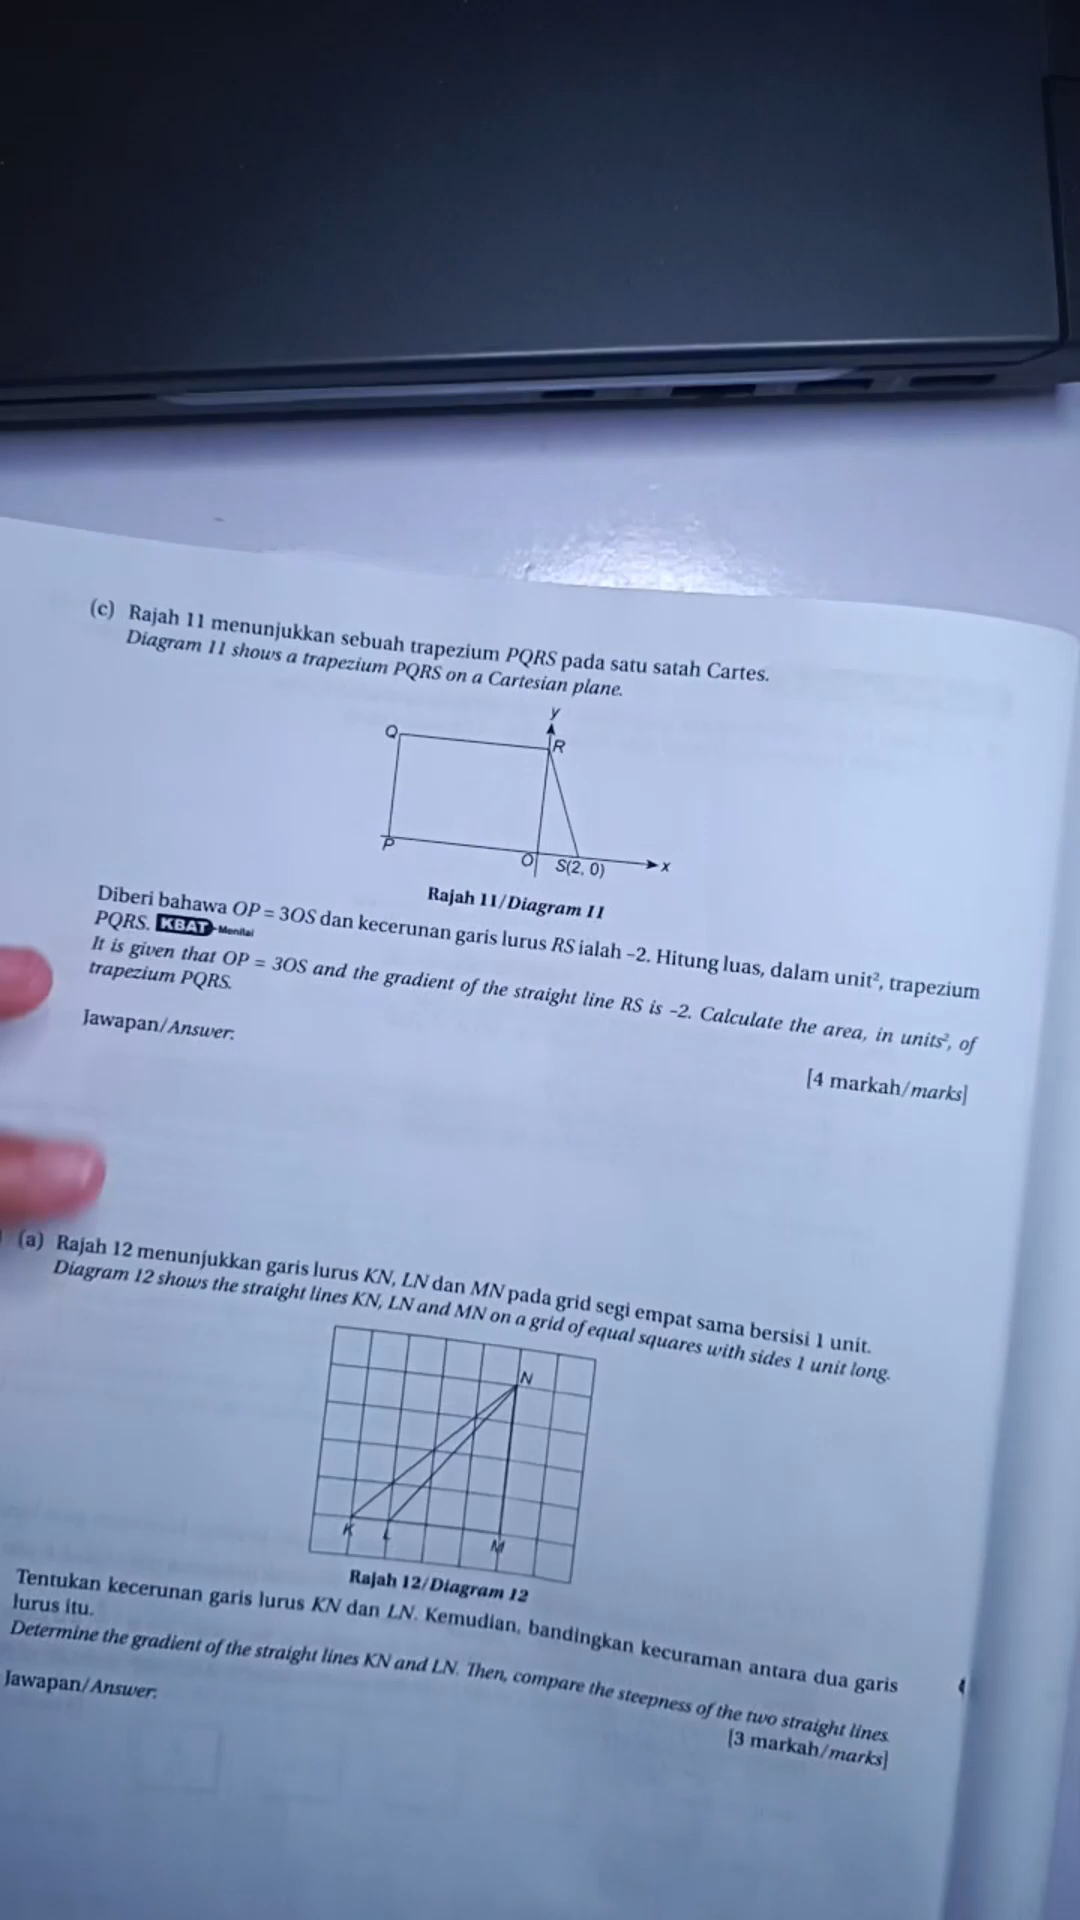 (c) Rajah 11 menunjukkan sebuah trapezium PQRS pada satu satah Cartes.
Diagram 11 shows a trapezium PQRS on a Cartesian plane.
y
Q
R
P
O
S(2, 0)
x
Rajah 11/Diagram 11
Diberi bahawa OP = 3OS dan kecerunan garis lurus RS ialah –2. Hitung luas, dalam unit², trapezium
PQRS. KBAT Menilai
It is given that OP = 3OS and the gradient of the straight line RS is –2. Calculate the area, in units², of
trapezium PQRS.
[4 markah/marks]
Jawapan/Answer:
(a) Rajah 12 menunjukkan garis lurus KN, LN dan MN pada grid segi empat sama bersisi 1 unit.
Diagram 12 shows the straight lines KN, LN and MN on a grid of equal squares with sides 1 unit long.
N
K
L
M
Rajah 12/Diagram 12
Tentukan kecerunan garis lurus KN dan LN. Kemudian, bandingkan kecuraman antara dua garis
lurus itu.
Determine the gradient of the straight lines KN and LN. Then, compare the steepness of the two straight lines.
[3 markah/marks]
Jawapan/Answer: